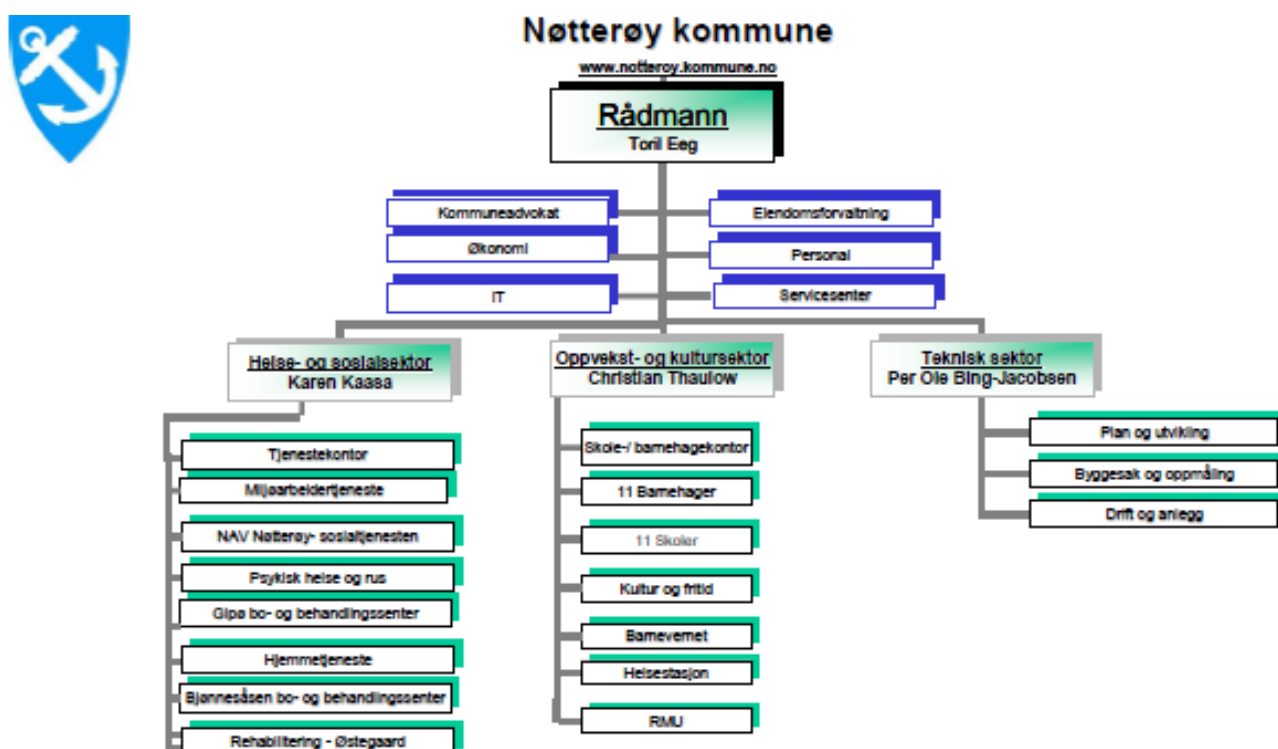 Nøtterøy kommune
www.notteroy.kommune.no
Rådmann
Toril Eeg
Kommuneadvokat
Eiendomsforvaltning
Økonomi
Personal
IT
Servicesenter
Helse- og sosialsektor
Karen Kaasa
Tjenestekontor
Miljøarbeidertjeneste
NAV Nøtterøy- sosialtjenesten
Psykisk helse og rus
Gipø bo- og behandlingssenter
Hjemmetjeneste
Bjønnesåsen bo- og behandlingssenter
Rehabilitering - Østegaard
Oppvekst- og kultursektor
Christian Thaulow
Skole-/ barnehagekontor
11 Barnehager
11 Skoler
Kultur og fritid
Barnevernet
Helsestasjon
RMU
Teknisk sektor
Per Ole Bing-Jacobsen
Plan og utvikling
Byggesak og oppmåling
Drift og anlegg